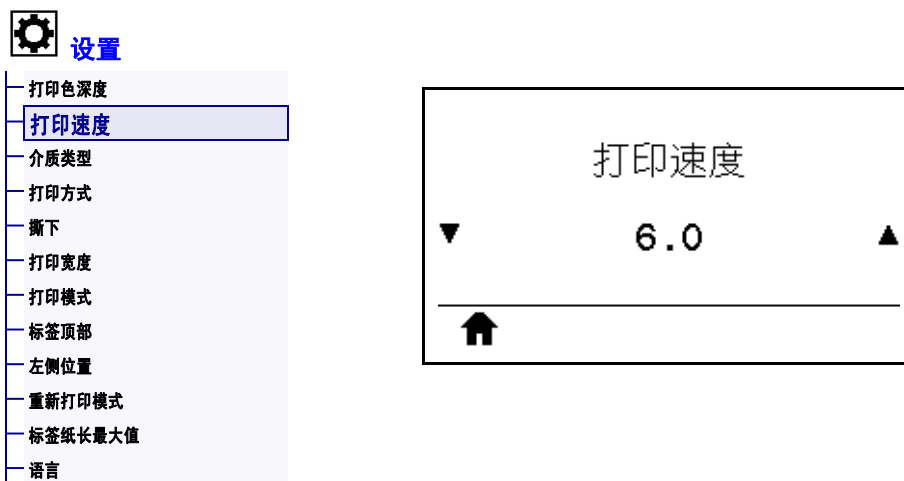 设置
打印色深度
打印速度
介质类型
打印方式
撕下
打印宽度
打印模式
标签顶部
左侧位置
重新打印模式
标签纸长最大值
语言
打印速度
6.0